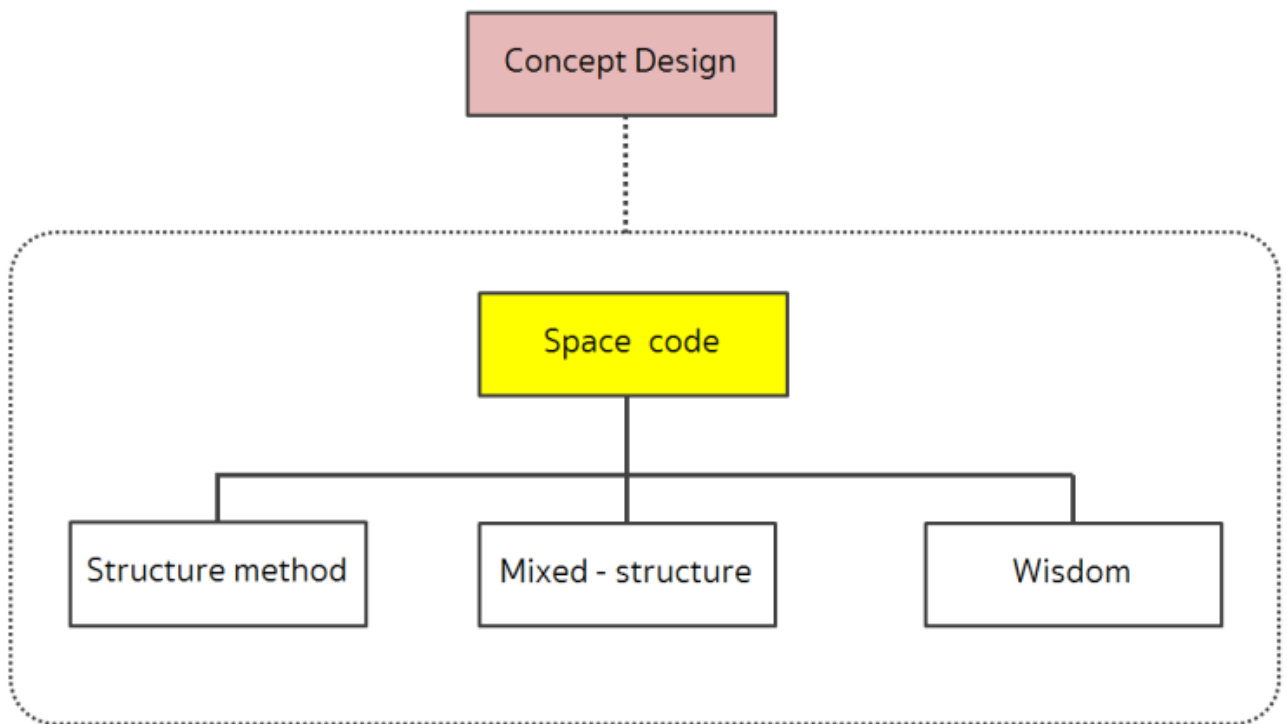 Concept Design
Space code
Structure method
Mixed - structure
Wisdom